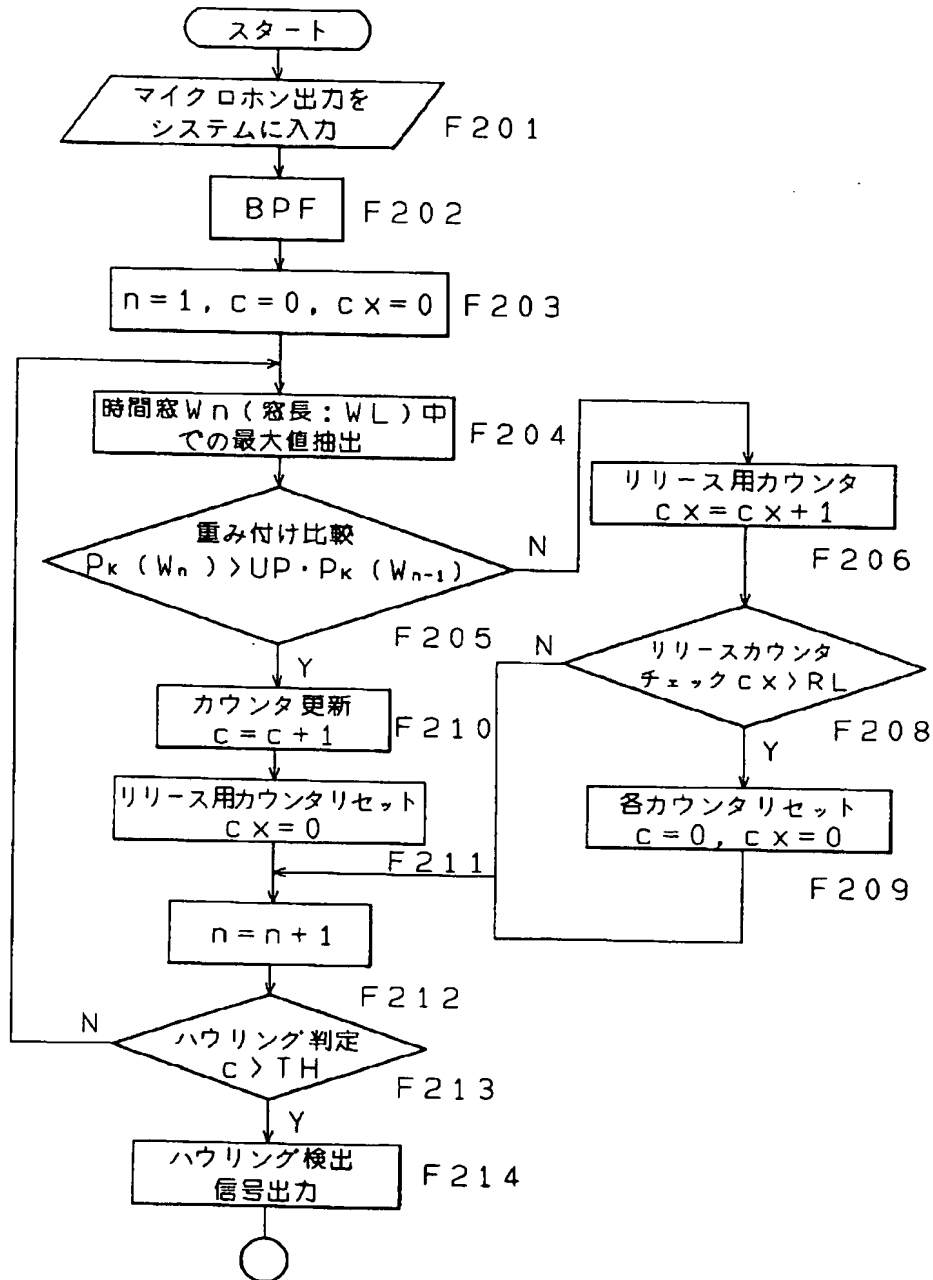 スタート
マイクロホン出力を
システムに入力
F201
BPF
F202
n=1, c=0, cx=0
F203
時間窓Wn(窓長:WL)中
での最大値抽出
F204
重み付け比較
PK(Wn)>UP・PK(Wn-1)
F205
N
リリース用カウンタ
cx=cx+1
F206
リリースカウンタ
チェックcx>RL
F208
N
Y
各カウンタリセット
c=0, cx=0
F209
Y
カウンタ更新
c=c+1
F210
リリース用カウンタリセット
cx=0
F211
n=n+1
F212
ハウリング判定
c>TH
F213
N
Y
ハウリング検出
信号出力
F214